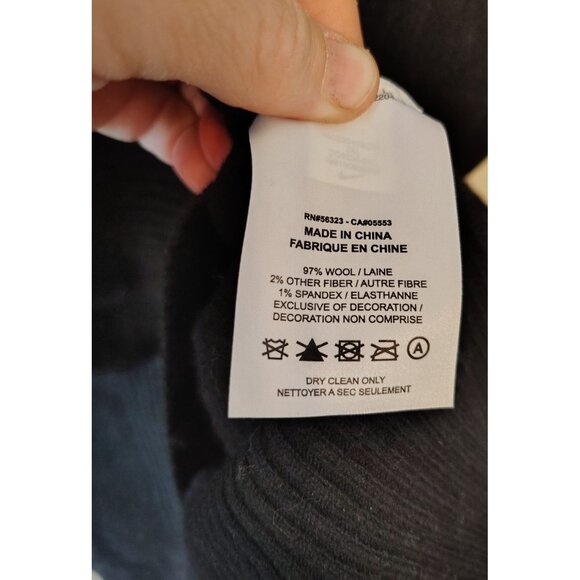 RN#56323 - CA#05553
MADE IN CHINA
FABRIQUE EN CHINE
97% WOOL / LAINE
2% OTHER FIBER / AUTRE FIBRE
1% SPANDEX / ELASTHANNE
EXCLUSIVE OF DECORATION /
DECORATION NON COMPRISE
A
DRY CLEAN ONLY
NETTOYER A SEC SEULEMENT